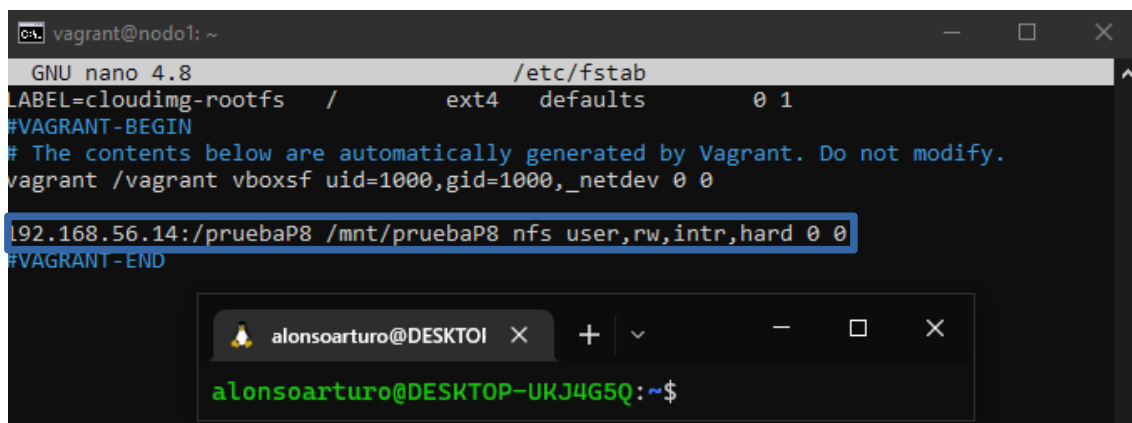 vagrant@nodo1: ~
GNU nano 4.8 /etc/fstab
LABEL=cloudimg-rootfs / ext4 defaults 0 1
#VAGRANT-BEGIN
# The contents below are automatically generated by Vagrant. Do not modify.
vagrant /vagrant vboxsf uid=1000,gid=1000,_netdev 0 0
192.168.56.14:/pruebaP8 /mnt/pruebaP8 nfs user,rw,intr,hard 0 0
#VAGRANT-END
alonsoarturo@DESKTOI
alonsoarturo@DESKTOP-UKJ4G5Q:~$